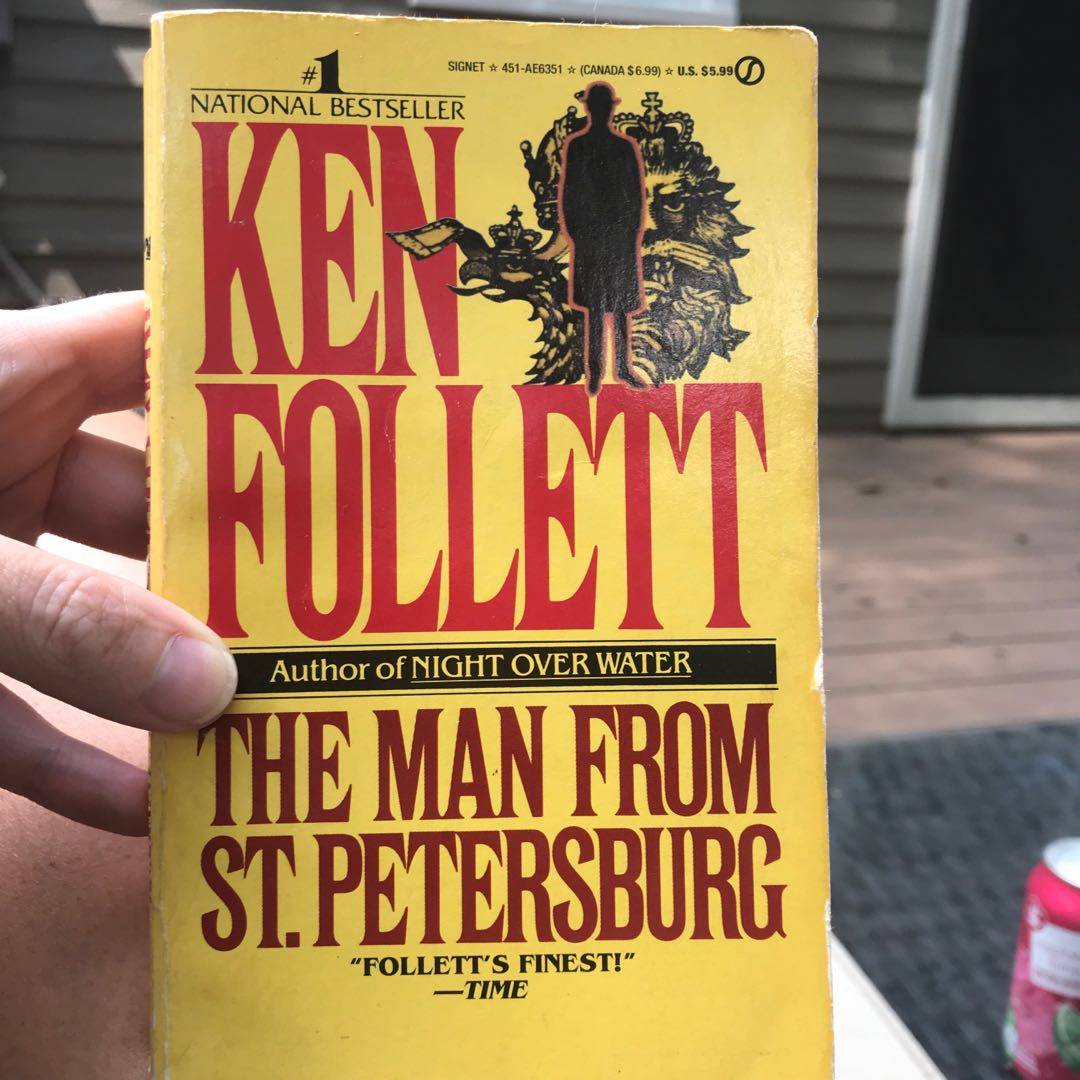 SIGNET ☆ 451-AE6351 ☆ (CANADA $6.99) ☆ U.S. $5.99
#1
NATIONAL BESTSELLER
KEN
FOLLETT
Author of NIGHT OVER WATER
THE MAN FROM
ST. PETERSBURG
"FOLLETT'S FINEST!"
—TIME